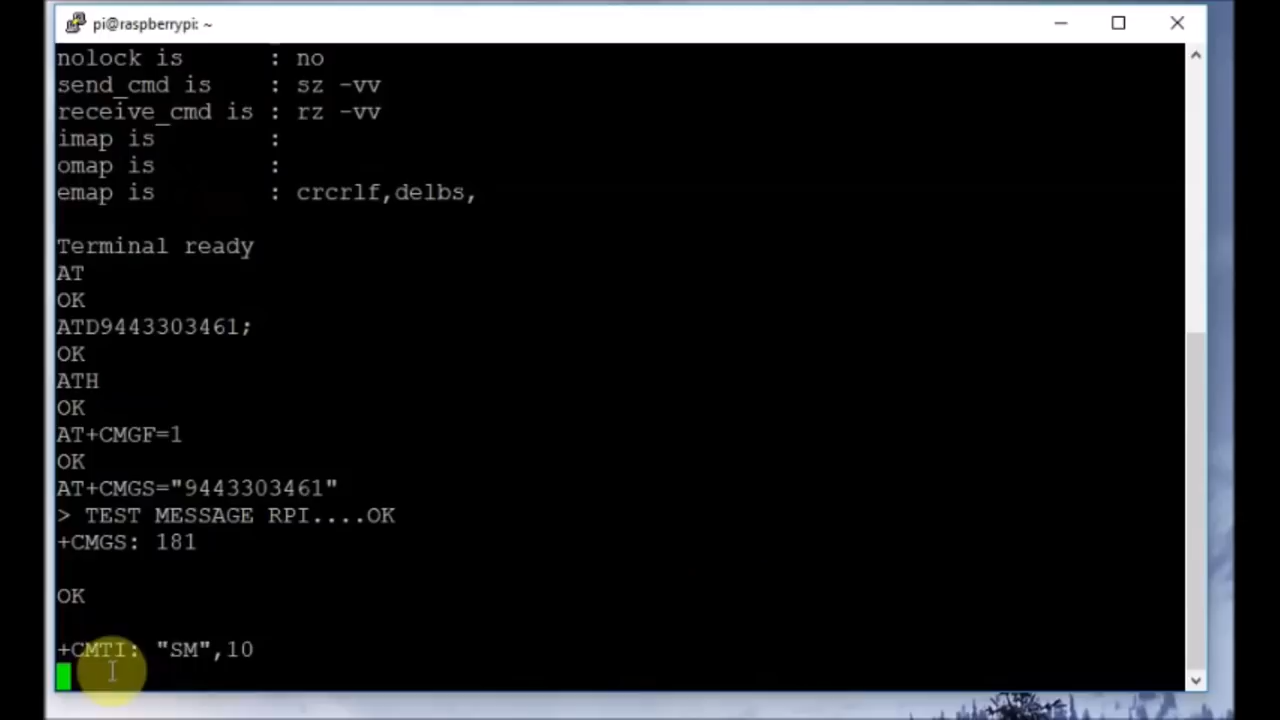 pi@raspberrypi: ~
nolock is      : no
send_cmd is    : sz -vv
receive_cmd is : rz -vv
imap is        :
omap is        :
emap is        : crcrlf,delbs,
Terminal ready
AT
OK
ATD9443303461;
OK
ATH
OK
AT+CMGF=1
OK
AT+CMGS="9443303461"
> TEST MESSAGE RPI....OK
+CMGS: 181
OK
+CMTI: "SM",10